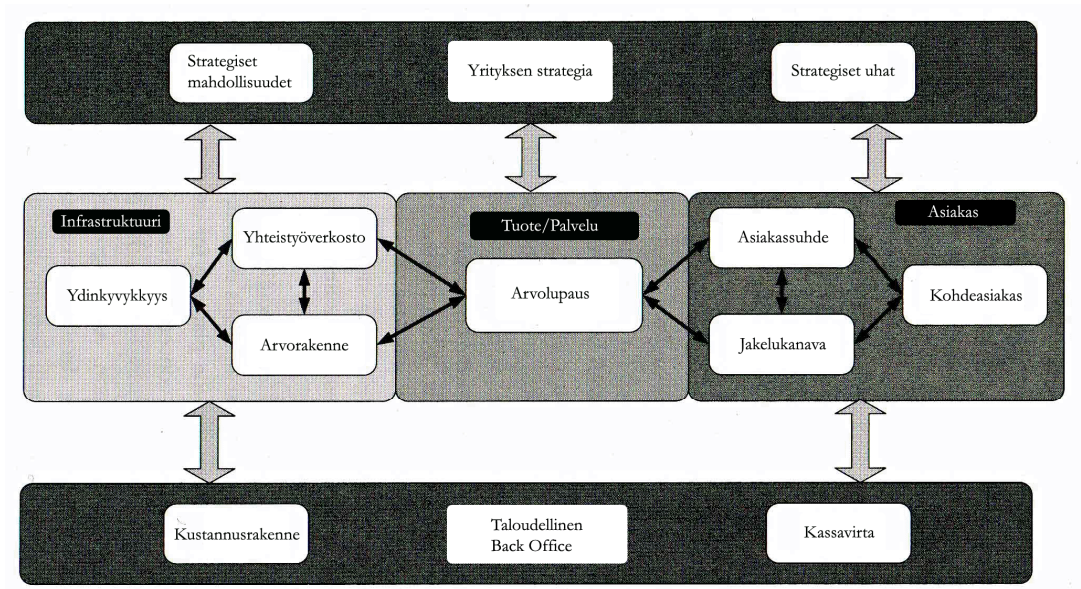 Strategiset
mahdollisuudet
Yrityksen strategia
Strategiset uhat
Infrastruktuuri
Yhteistyöverkosto
Ydinkyvykkyys
Arvorakenne
Tuote/Palvelu
Arvolupaus
Asiakas
Asiakassuhde
Kohdeasiakas
Jakelukanava
Kustannusrakenne
Taloudellinen
Back Office
Kassavirta